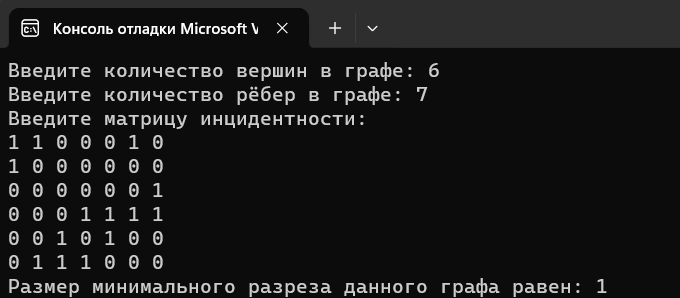 Консоль отладки Microsoft V
Введите количество вершин в графе: 6
Введите количество рёбер в графе: 7
Введите матрицу инцидентности:
1 1 0 0 0 1 0
1 0 0 0 0 0 0
0 0 0 0 0 0 1
0 0 0 1 1 1 1
0 0 1 0 1 0 0
0 1 1 1 0 0 0
Размер минимального разреза данного графа равен: 1